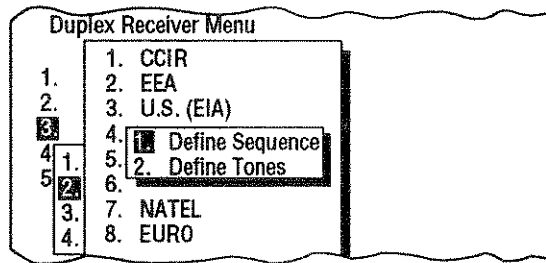 Duplex Receiver Menu
1.
2.
3.
4
5
1.
2.
3.
4.
1. CCIR
2. EEA
3. U.S. (EIA)
4.
5.
6.
7. NATEL
8. EURO
1. Define Sequence
2. Define Tones